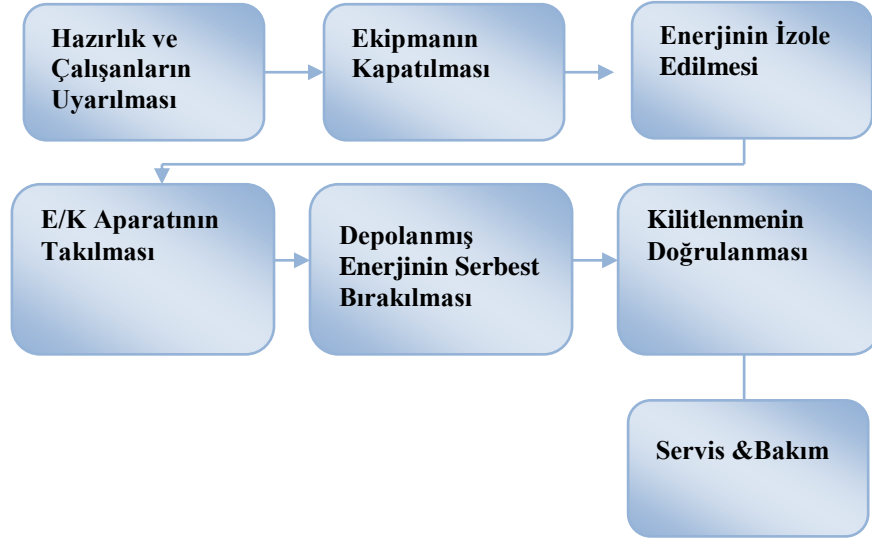 Hazırlık ve
Çalışanların
Uyarılması
Ekipmanın
Kapatılması
Enerjinin İzole
Edilmesi
E/K Aparatının
Takılması
Depolanmış
Enerjinin Serbest
Bırakılması
Kilitlenmenin
Doğrulanması
Servis &Bakım